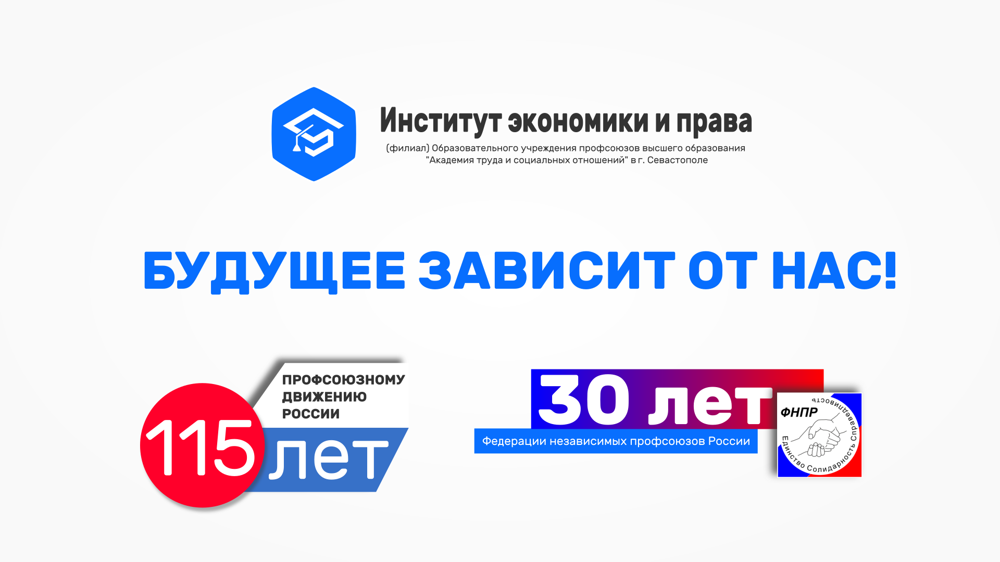 Институт экономики и права
(филиал) Образовательного учреждения профсоюзов высшего образования
"Академия труда и социальных отношений" в г. Севастополе
БУДУЩЕЕ ЗАВИСИТ ОТ НАС!
ПРОФСОЮЗНОМУ
ДВИЖЕНИЮ
РОССИИ
115 лет
30 лет
Федерации независимых профсоюзов России
ФНПР
Единство Солидарность Справедливость